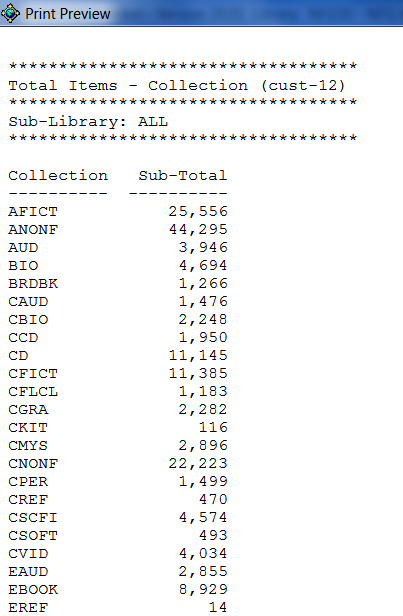 Print Preview
***********************************
Total Items - Collection (cust-12)
***********************************
Sub-Library: ALL
***********************************
Collection Sub-Total
---------- ----------
AFICT 25,556
ANONF 44,295
AUD 3,946
BIO 4,694
BRDBK 1,266
CAUD 1,476
CBIO 2,248
CCD 1,950
CD 11,145
CFICT 11,385
CFLCL 1,183
CGRA 2,282
CKIT 116
CMYS 2,896
CNONF 22,223
CPER 1,499
CREF 470
CSCFI 4,574
CSOFT 493
CVID 4,034
EAUD 2,855
EBOOK 8,929
EREF 14